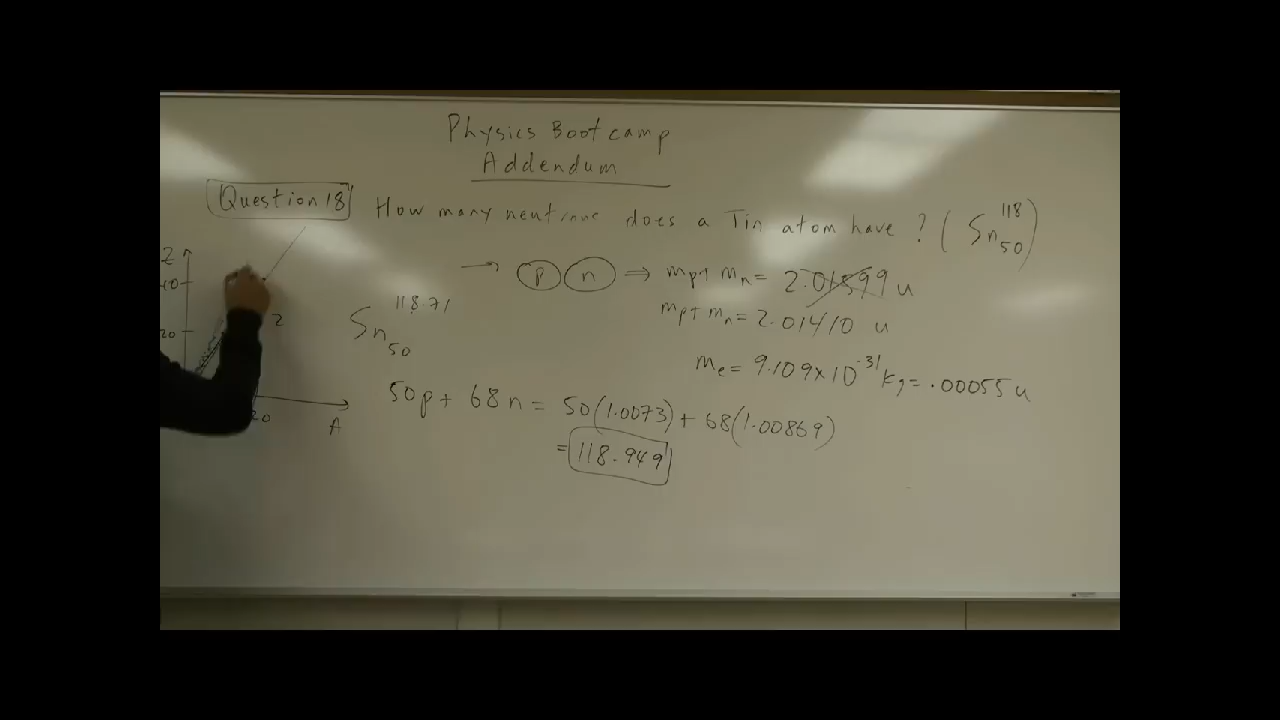 Physics Bootcamp
Addendum
Question 18 How many neutrons does a Tin atom have? (Sn 118 50)
→ p n ⇒ mp + mn = 2.01599 u
mp + mn = 2.01410 u
Sn 118.71 50
me = 9.109 x 10^-31 kg = .00055 u
50p + 68n = 50(1.0073) + 68(1.00869)
= 118.949
Z
40
20
2
20
A